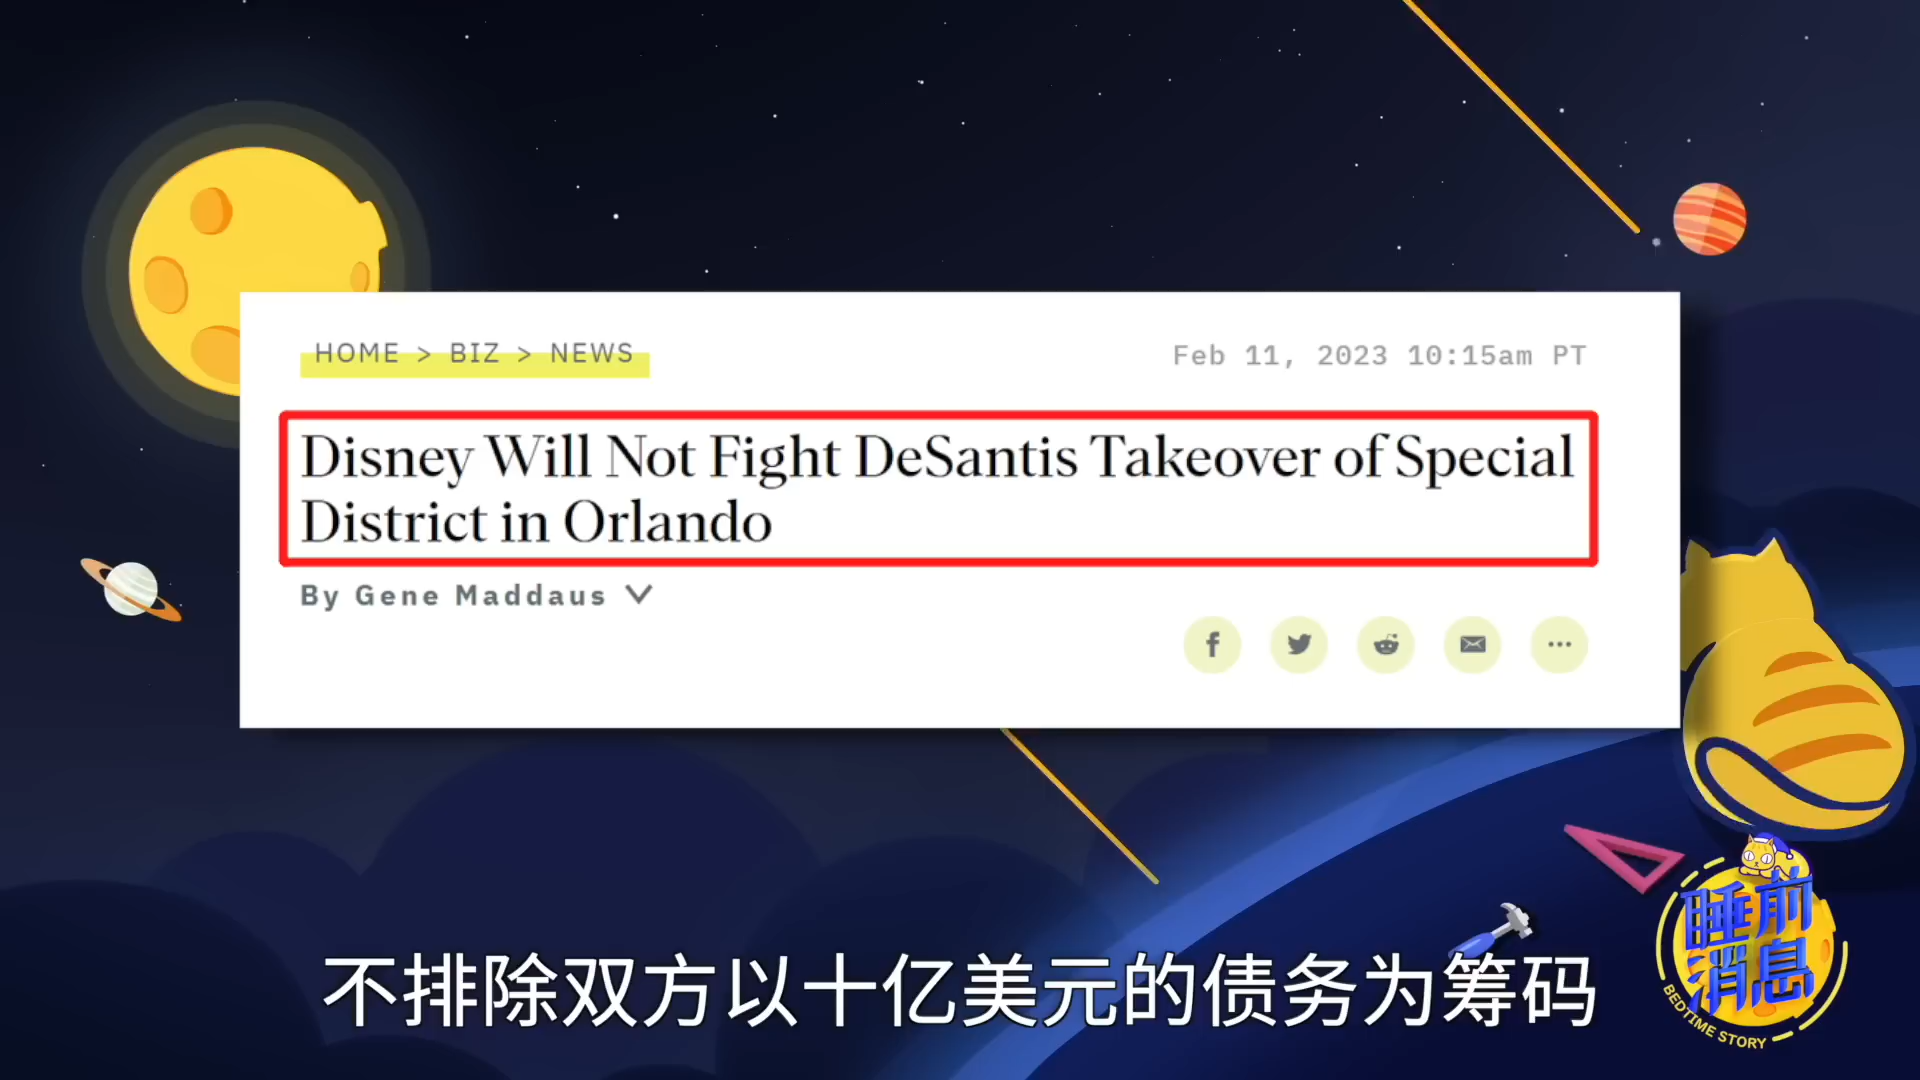 HOME > BIZ > NEWS
Feb 11, 2023 10:15am PT
Disney Will Not Fight DeSantis Takeover of Special
District in Orlando
By Gene Maddaus
不排除双方以十亿美元的债务为筹码
睡前
消息
BEDTIME STORY